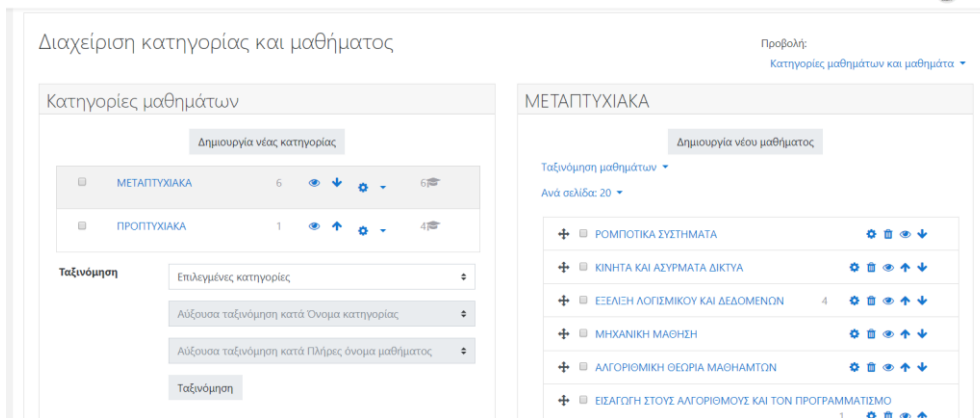 Διαχείριση κατηγορίας και μαθήματος
Προβολή:
Κατηγορίες μαθημάτων και μαθημάτα
Κατηγορίες μαθημάτων
Δημιουργία νέας κατηγορίας
ΜΕΤΑΠΤΥΧΙΑΚΑ 6 6
ΠΡΟΠΤΥΧΙΑΚΑ 1 4
Ταξινόμηση
Επιλεγμένες κατηγορίες
Αύξουσα ταξινόμηση κατά Όνομα κατηγορίας
Αύξουσα ταξινόμηση κατά Πλήρες όνομα μαθήματος
Ταξινόμηση
ΜΕΤΑΠΤΥΧΙΑΚΑ
Δημιουργία νέου μαθήματος
Ταξινόμηση μαθημάτων
Ανά σελίδα: 20
ΡΟΜΠΟΤΙΚΑ ΣΥΣΤΗΜΑΤΑ
ΚΙΝΗΤΑ ΚΑΙ ΑΣΥΡΜΑΤΑ ΔΙΚΤΥΑ
ΕΞΕΛΙΞΗ ΛΟΓΙΣΜΙΚΟΥ ΚΑΙ ΔΕΔΟΜΕΝΩΝ 4
ΜΗΧΑΝΙΚΗ ΜΑΘΗΣΗ
ΑΛΓΟΡΙΘΜΙΚΗ ΘΕΩΡΙΑ ΜΑΘΗΑΜΤΩΝ
ΕΙΣΑΓΩΓΗ ΣΤΟΥΣ ΑΛΓΟΡΙΘΜΟΥΣ ΚΑΙ ΤΟΝ ΠΡΟΓΡΑΜΜΑΤΙΣΜΟ
1